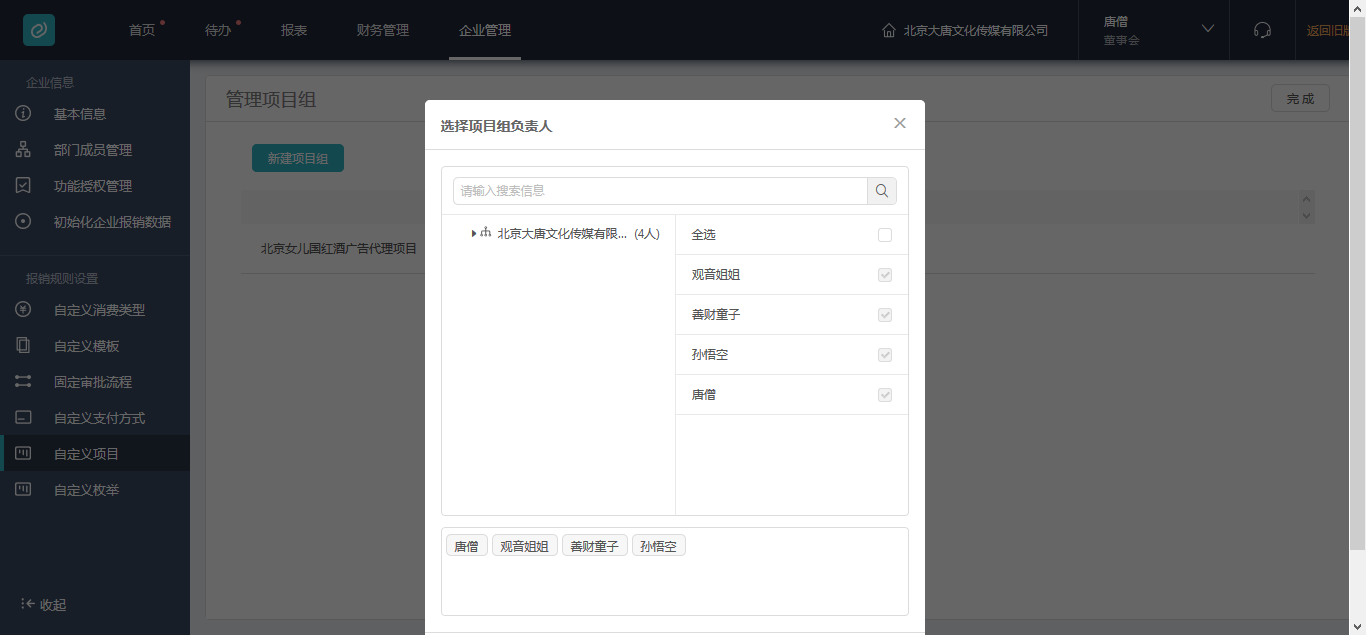 首页 待办 报表 财务管理 企业管理 北京大唐文化传媒有限公司 唐僧 返回旧版
董事会
企业信息
基本信息
部门成员管理
功能授权管理
初始化企业报销数据
报销规则设置
自定义消费类型
自定义模板
固定审批流程
自定义支付方式
自定义项目
自定义枚举
收起
管理项目组 完 成
新建项目组
北京女儿国红酒广告代理项目
选择项目组负责人
请输入搜索信息
北京大唐文化传媒有限... (4人)
全选
观音姐姐
善财童子
孙悟空
唐僧
唐僧 观音姐姐 善财童子 孙悟空